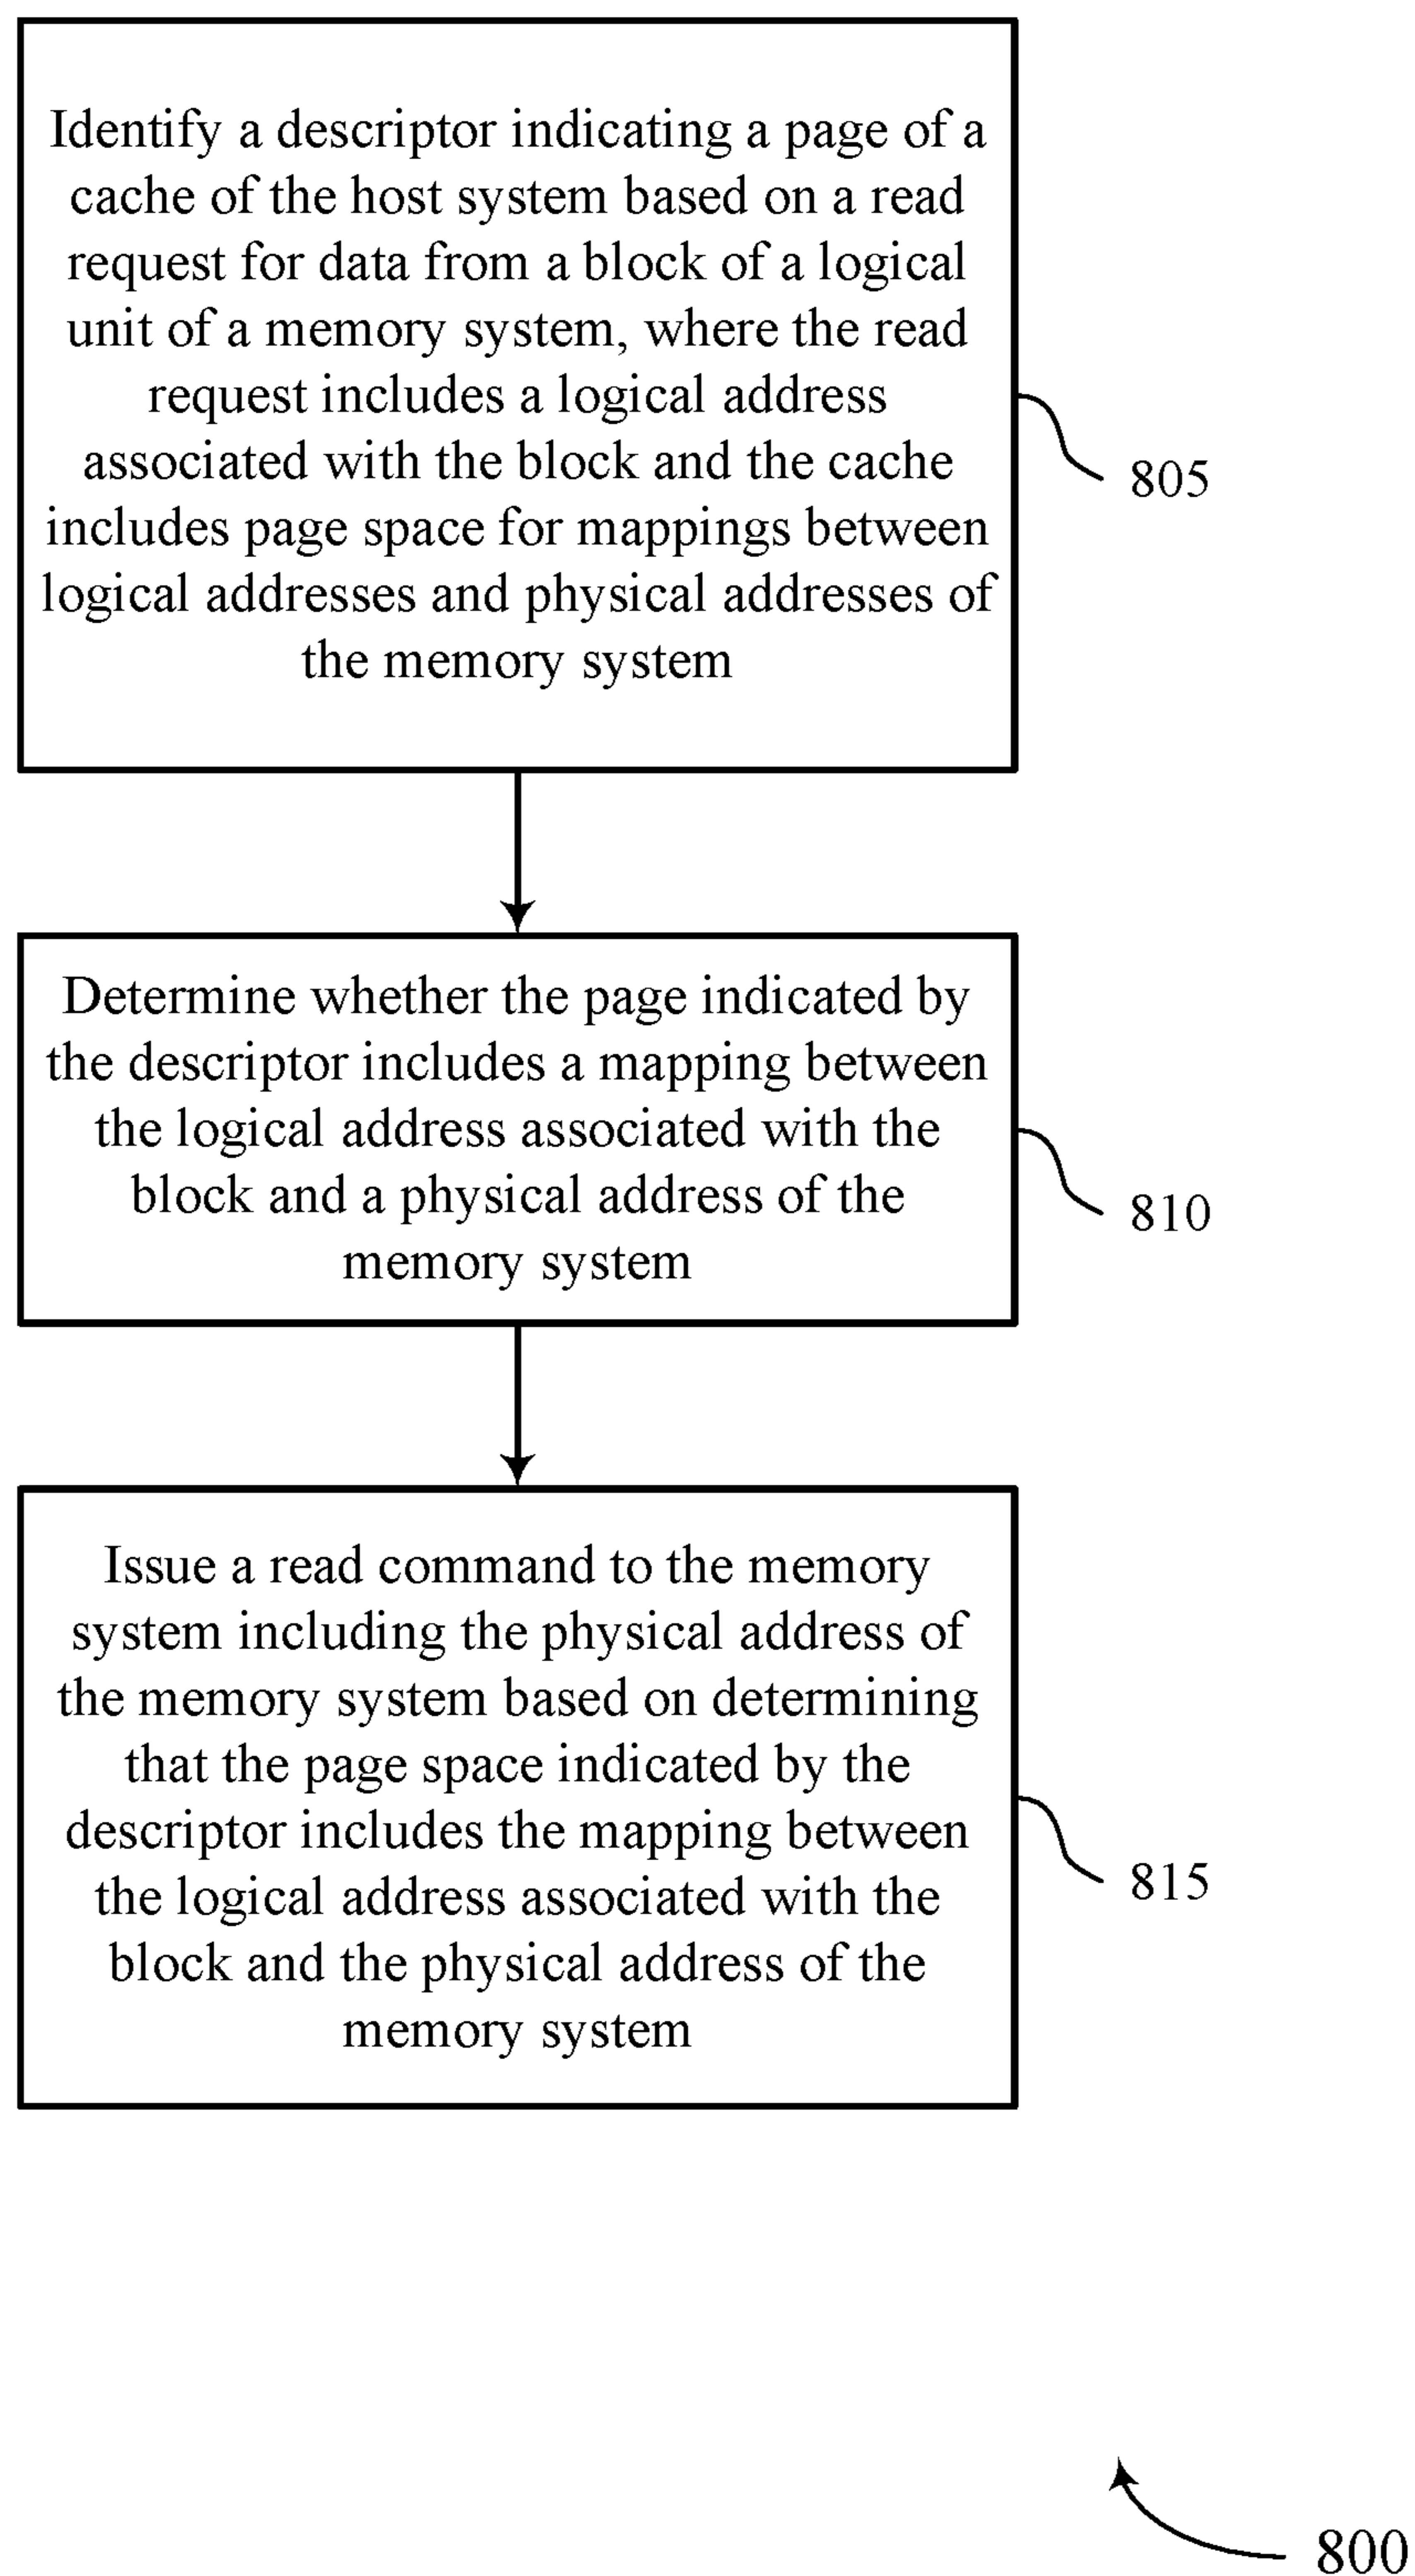 Identify a descriptor indicating a page of a
cache of the host system based on a read
request for data from a block of a logical
unit of a memory system, where the read
request includes a logical address
associated with the block and the cache
includes page space for mappings between
logical addresses and physical addresses of
the memory system
805
Determine whether the page indicated by
the descriptor includes a mapping between
the logical address associated with the
block and a physical address of the
memory system
810
Issue a read command to the memory
system including the physical address of
the memory system based on determining
that the page space indicated by the
descriptor includes the mapping between
the logical address associated with the
block and the physical address of the
memory system
815
800